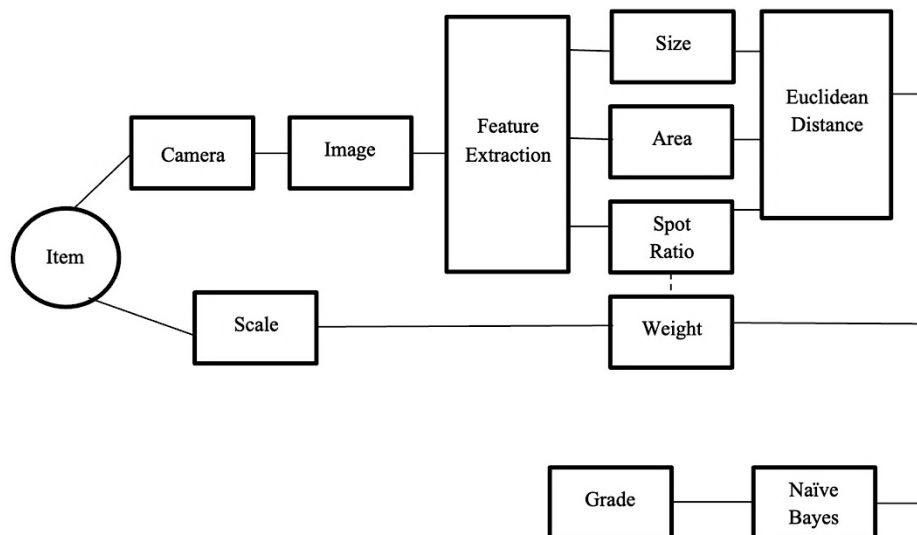 Size
Euclidean
Distance
Feature
Extraction
Camera
Image
Area
Spot
Ratio
Item
Scale
Weight
Grade
Naïve
Bayes